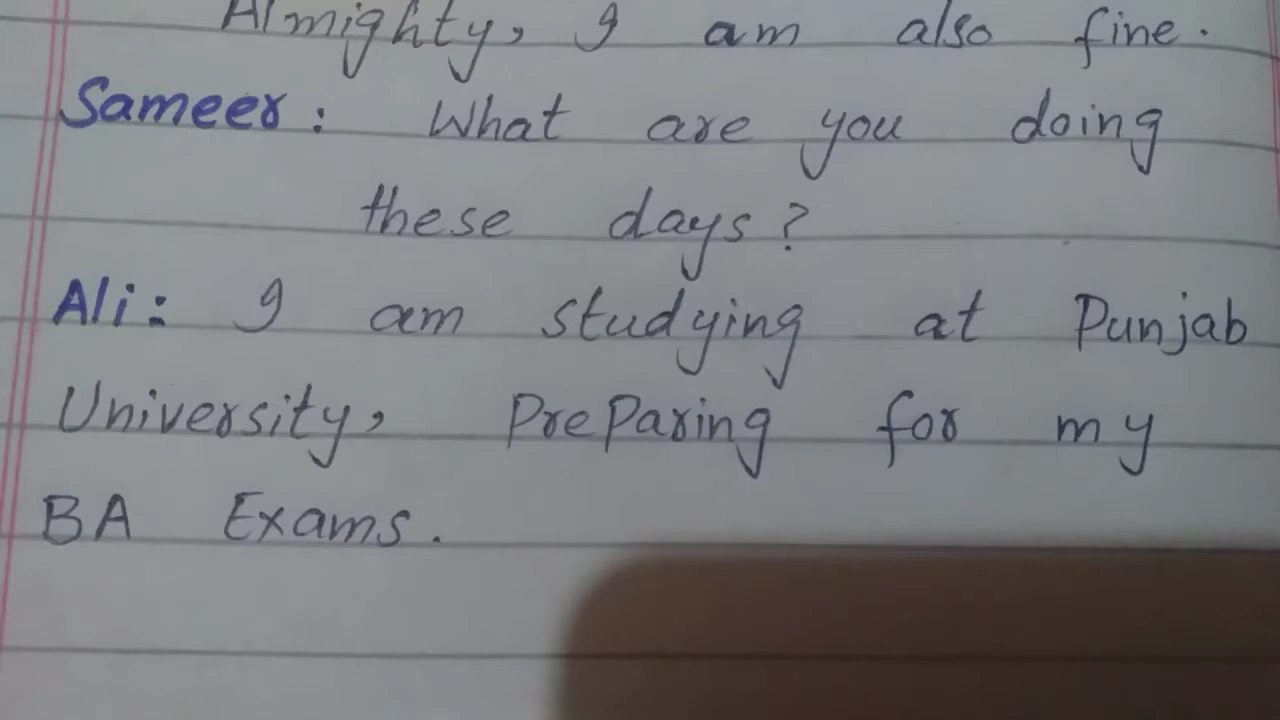 Almighty, I am also fine.
Sameer: What are you doing
these days?
Ali: I am studying at Punjab
University, PreParing for my
BA Exams.